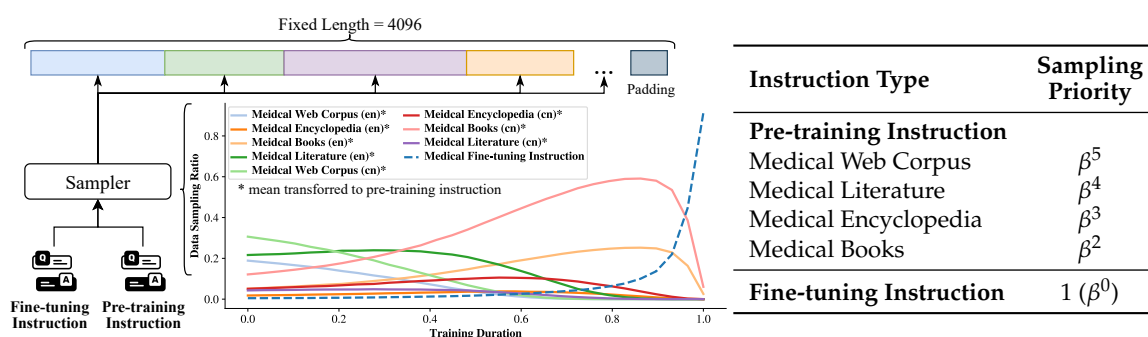 Fixed Length = 4096
...
Padding
Sampler
Q
A
Q
A
Fine-tuning
Instruction
Pre-training
Instruction
Data Sampling Ratio
0.8
0.6
0.4
0.2
0.0
Meidcal Web Corpus (en)*
Meidcal Encyclopedia (en)*
Meidcal Books (en)*
Meidcal Literature (en)*
Meidcal Web Corpus (cn)*
Meidcal Encyclopedia (cn)*
Meidcal Books (cn)*
Meidcal Literature (cn)*
Medical Fine-tuning Instruction
* mean transferred to pre-training instruction
0.0 0.2 0.4 0.6 0.8 1.0
Training Duration
Instruction Type Sampling Priority
Pre-training Instruction
Medical Web Corpus β⁵
Medical Literature β⁴
Medical Encyclopedia β³
Medical Books β²
Fine-tuning Instruction 1 (β⁰)